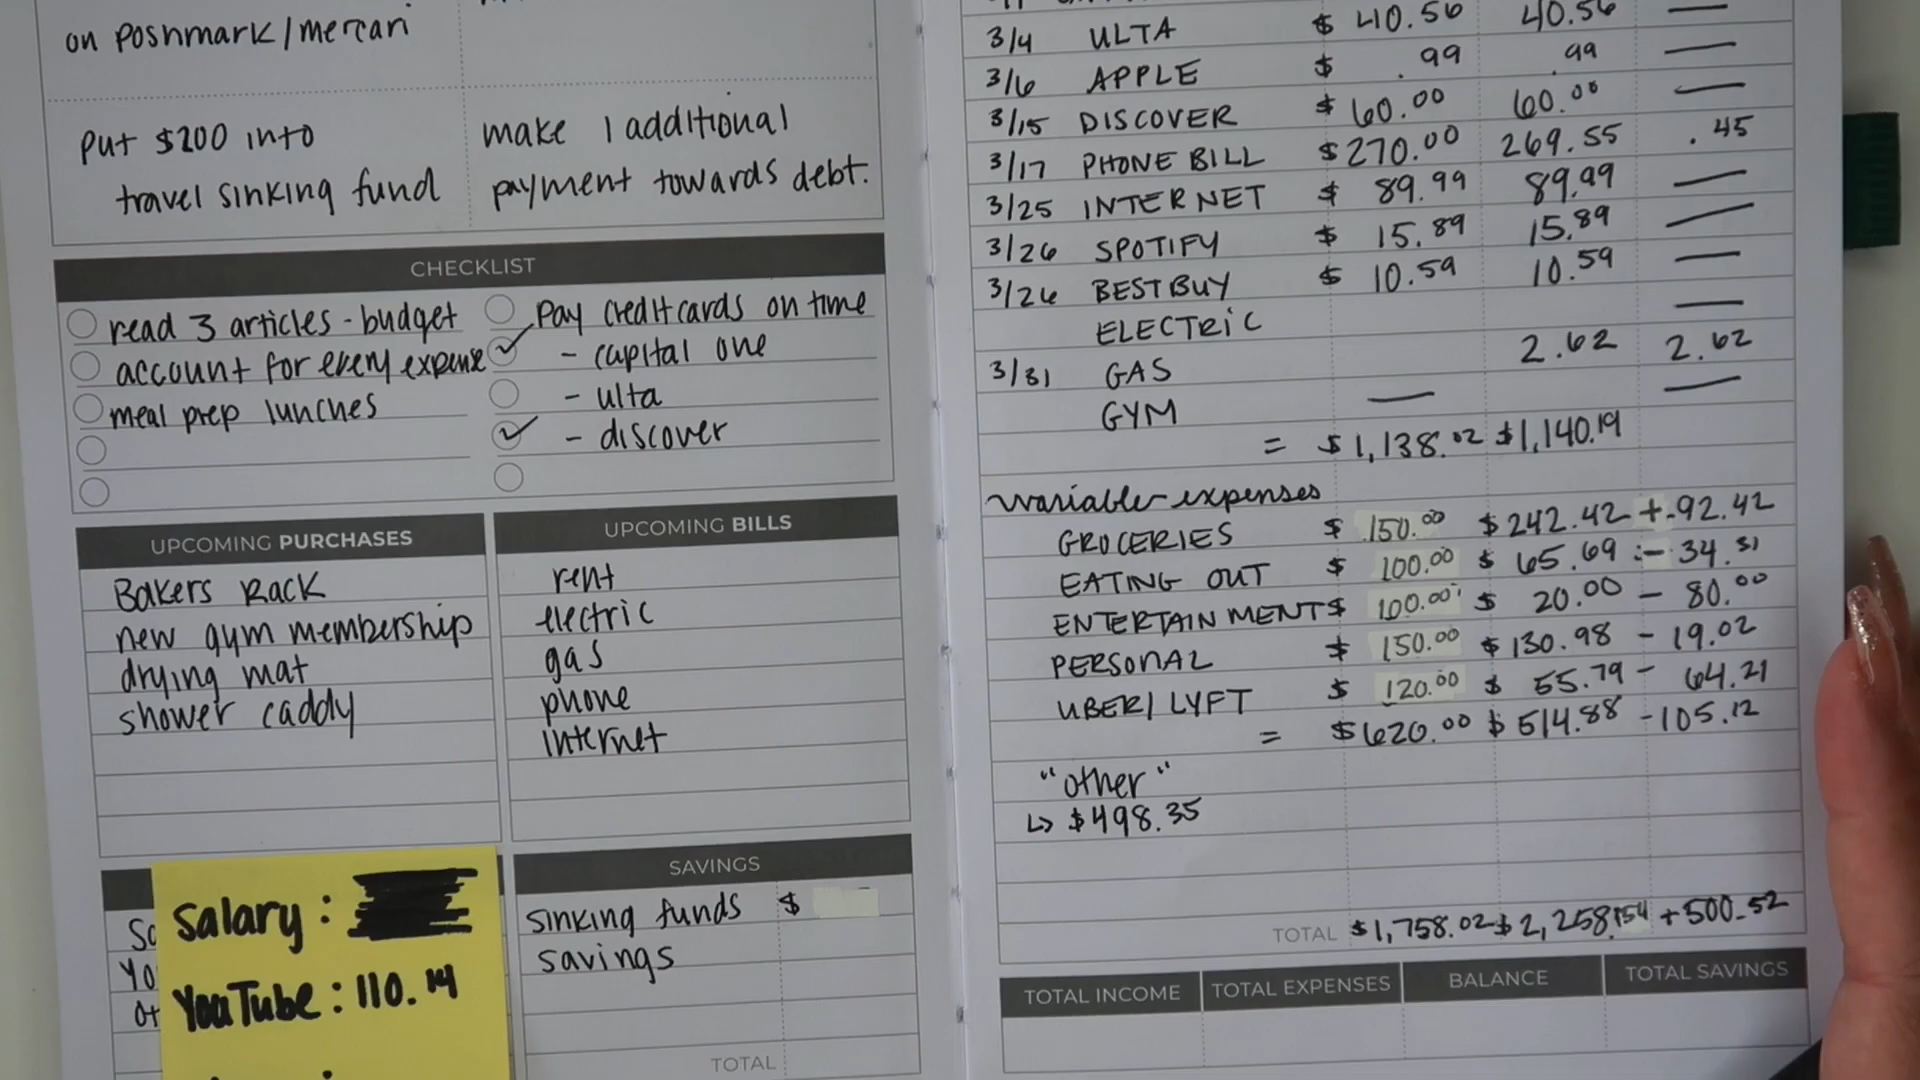 on poshmark/mercari
put $200 into
travel sinking fund
make 1 additional
payment towards debt.
CHECKLIST
read 3 articles - budget
account for every expense
meal prep lunches
pay credit cards on time
- capital one
- ulta
- discover
UPCOMING PURCHASES
Bakers Rack
new gym membership
drying mat
shower caddy
UPCOMING BILLS
rent
electric
gas
phone
internet
Salary:
YouTube: 110.14
SAVINGS
sinking funds $
savings
TOTAL
3/4 ULTA $ 40.56 40.56 —
3/6 APPLE $ .99 .99 —
3/15 DISCOVER $ 60.00 60.00 —
3/17 PHONE BILL $270.00 269.55 .45
3/25 INTERNET $ 89.99 89.99 —
3/26 SPOTIFY $ 15.89 15.89 —
3/26 BEST BUY $ 10.59 10.59 —
ELECTRIC —
3/31 GAS 2.62 2.62
GYM — —
= $1,138.02 $1,140.19
variable expenses
GROCERIES $ 150.00 $242.42 + 92.42
EATING OUT $ 100.00 $ 65.69 - 34.31
ENTERTAINMENT $ 100.00 $ 20.00 - 80.00
PERSONAL $ 150.00 $130.98 - 19.02
UBER/LYFT $ 120.00 $ 55.79 - 64.21
= $620.00 $514.88 -105.12
"other"
↳ $498.35
TOTAL $1,758.02 $2,258.54 +500.52
TOTAL INCOME TOTAL EXPENSES BALANCE TOTAL SAVINGS